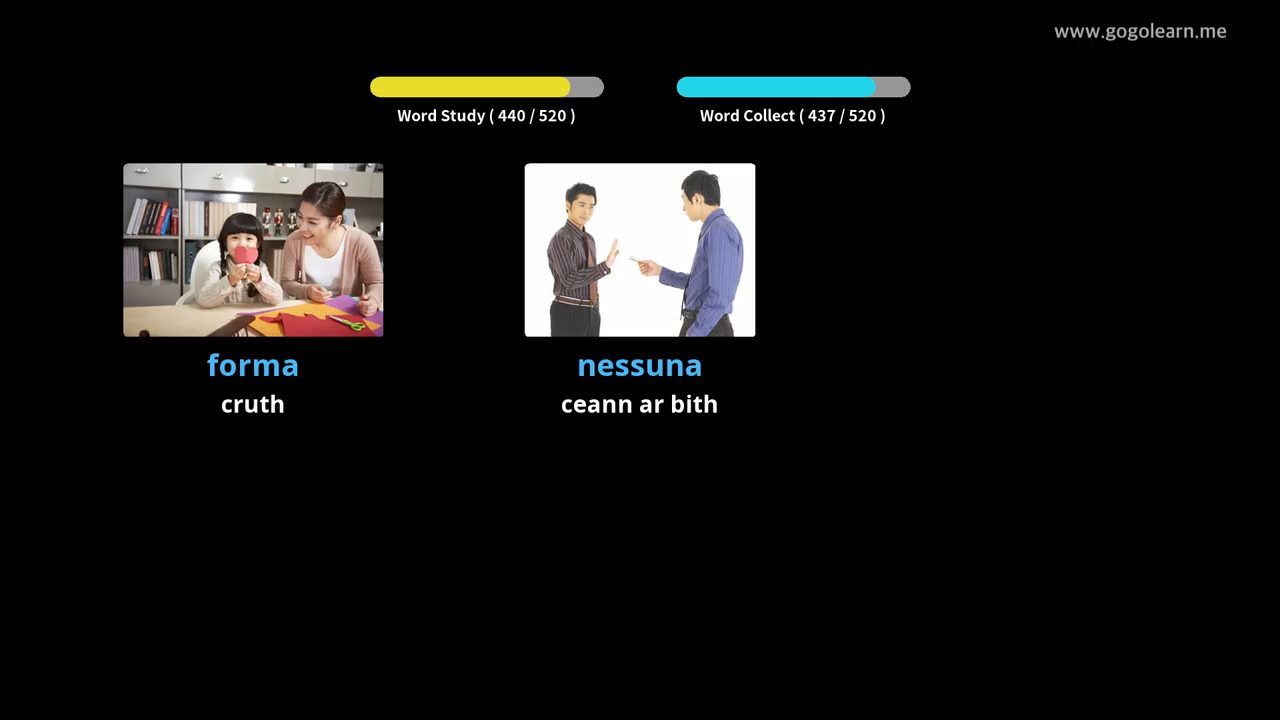 www.gogolearn.me
Word Study ( 440 / 520 )
Word Collect ( 437 / 520 )
forma
cruth
nessuna
ceann ar bith